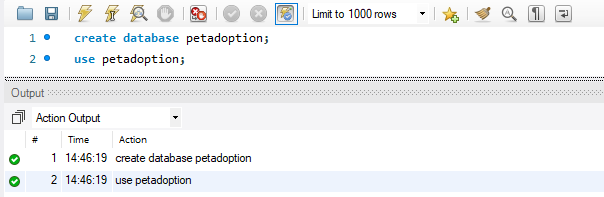 Limit to 1000 rows
1 create database petadoption;
2 use petadoption;
Output
Action Output
# Time Action
1 14:46:19 create database petadoption
2 14:46:19 use petadoption